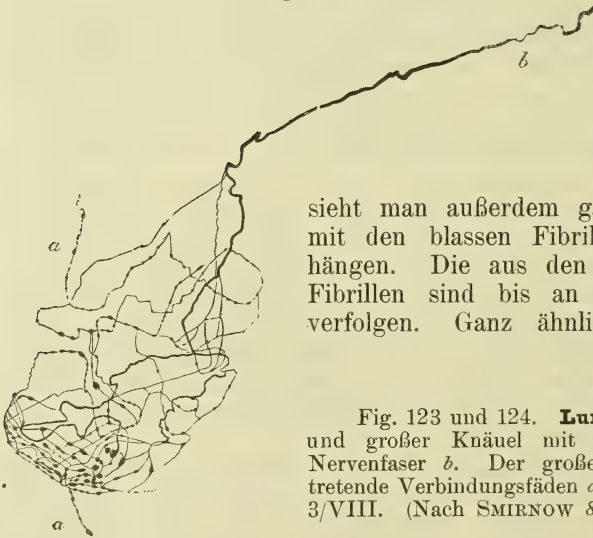 b
a
sieht man außerdem g
mit den blassen Fibril
hängen. Die aus den
Fibrillen sind bis an
verfolgen. Ganz ähnli
Fig. 123 und 124. Lu
und großer Knäuel mit
Nervenfaser b. Der große
tretende Verbindungsfäden
3/VIII. (Nach SMIRNOW &
a